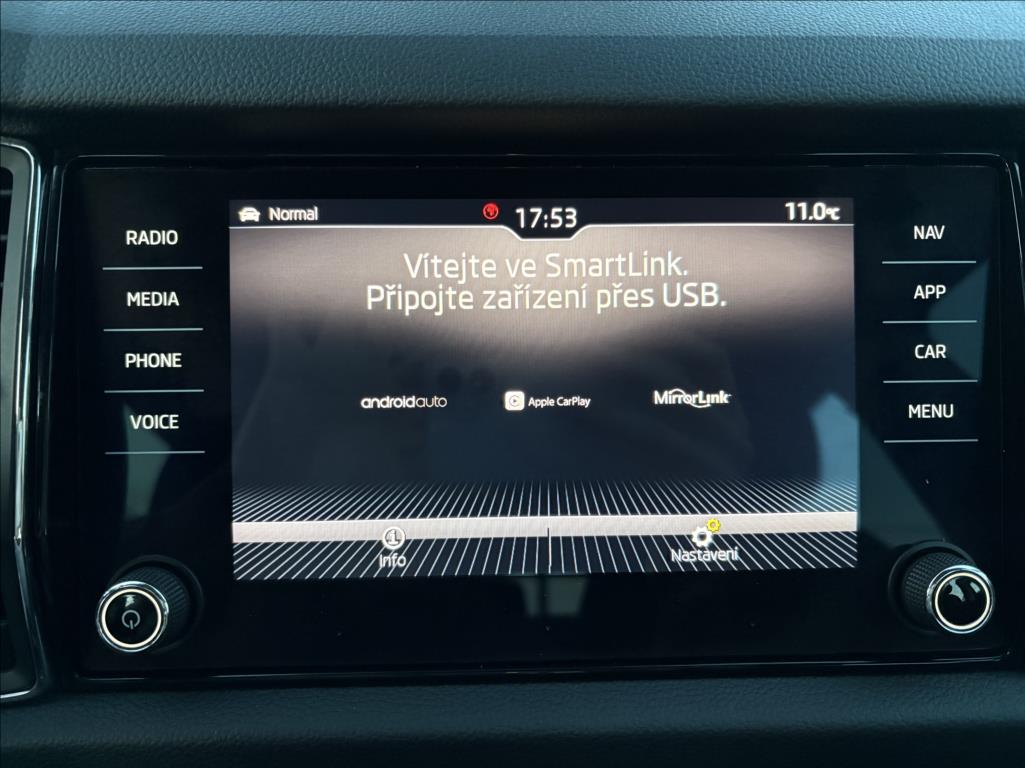 RADIO
MEDIA
PHONE
VOICE
Normal
17:53
11.0°C
Vítejte ve SmartLink.
Připojte zařízení přes USB.
androidauto
Apple CarPlay
MirrorLink
Info
Nastavení
NAV
APP
CAR
MENU